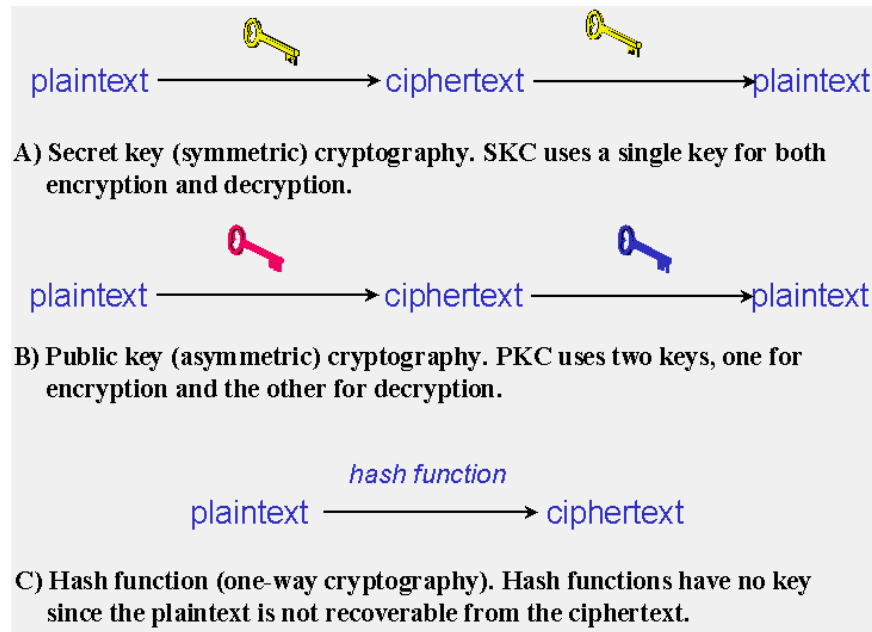 plaintext ciphertext plaintext
A) Secret key (symmetric) cryptography. SKC uses a single key for both
encryption and decryption.
plaintext ciphertext plaintext
B) Public key (asymmetric) cryptography. PKC uses two keys, one for
encryption and the other for decryption.
hash function
plaintext ciphertext
C) Hash function (one-way cryptography). Hash functions have no key
since the plaintext is not recoverable from the ciphertext.